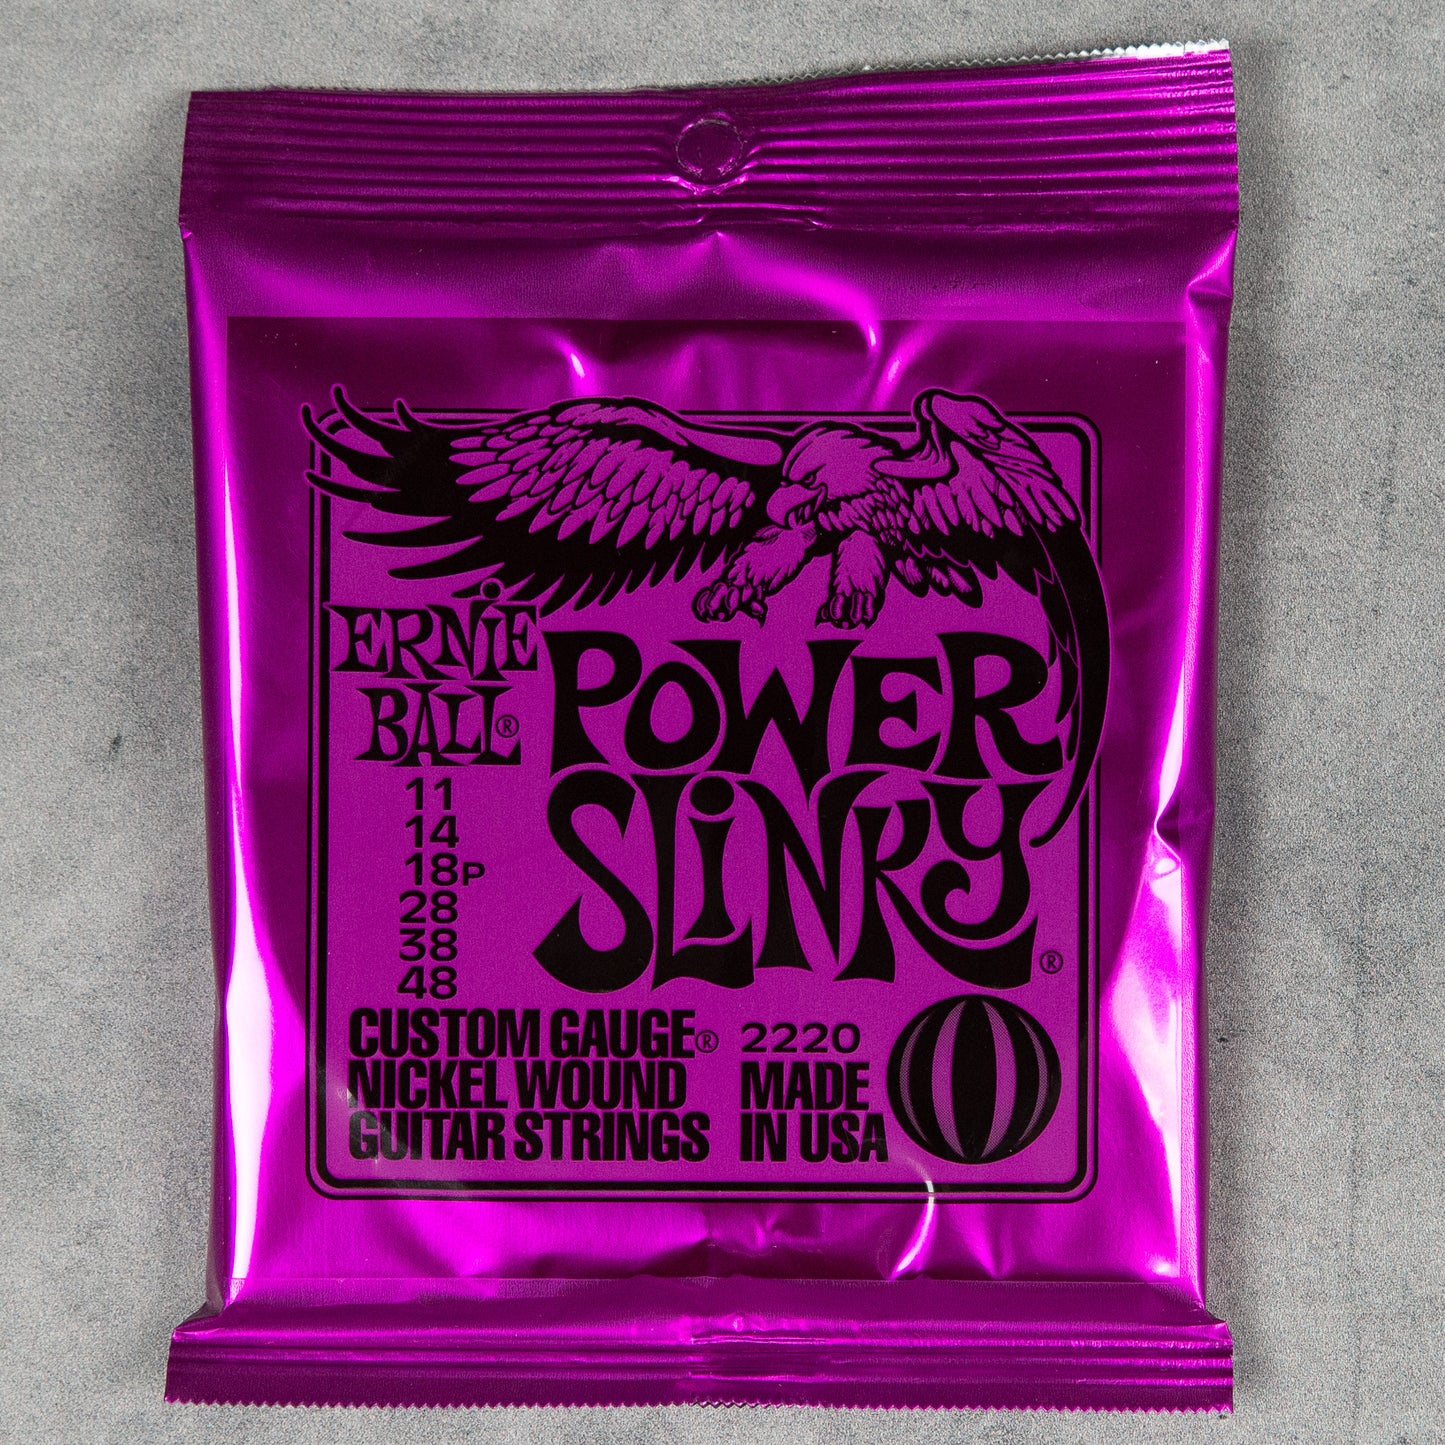 ERNiE
BALL®
POWER
SLiNKY®
11
14
18P
28
38
48
CUSTOM GAUGE®
NICKEL WOUND
GUITAR STRINGS
2220
MADE
IN USA